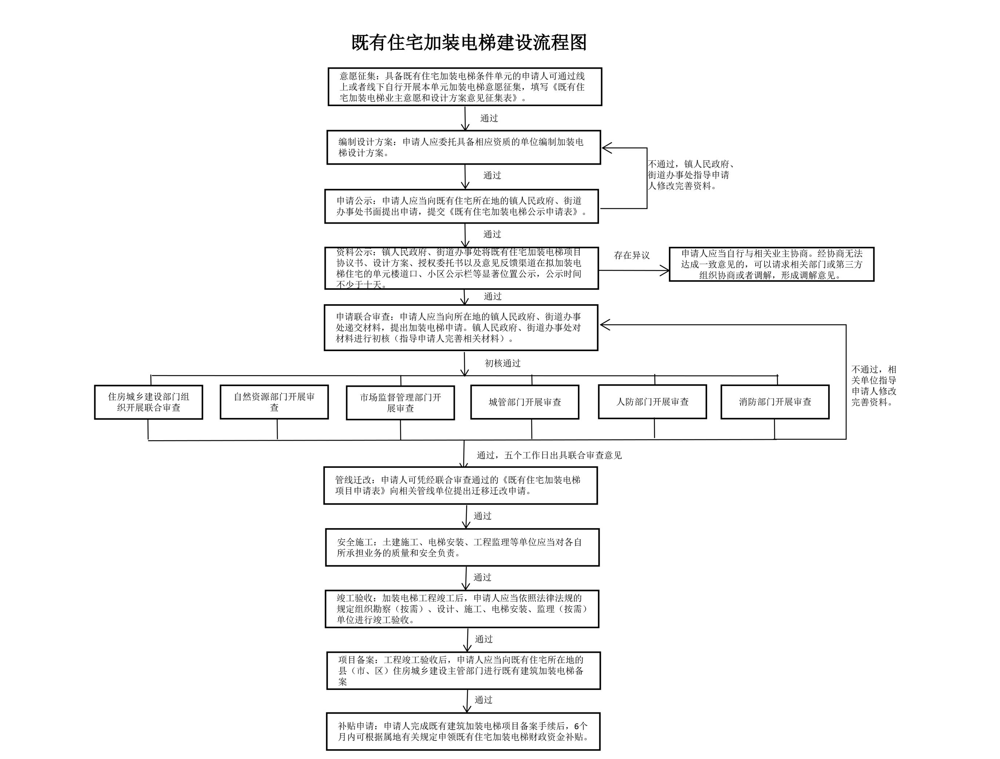 既有住宅加装电梯建设流程图
意愿征集：具备既有住宅加装电梯条件单元的申请人可通过线
上或者线下自行开展本单元加装电梯意愿征集，填写《既有住
宅加装电梯业主意愿和设计方案意见征集表》。
通过
编制设计方案：申请人应委托具备相应资质的单位编制加装电
梯设计方案。
不通过，镇人民政府、
街道办事处指导申请
人修改完善资料。
通过
申请公示：申请人应当向既有住宅所在地的镇人民政府、街道
办事处书面提出申请，提交《既有住宅加装电梯公示申请表》。
通过
资料公示：镇人民政府、街道办事处将既有住宅加装电梯项目
协议书、设计方案、授权委托书以及意见反馈渠道在拟加装电
梯住宅的单元楼道口、小区公示栏等显著位置公示，公示时间
不少于十天。
存在异议
申请人应当自行与相关业主协商。经协商无法
达成一致意见的，可以请求相关部门或第三方
组织协商或者调解，形成调解意见。
通过
申请联合审查：申请人应当向所在地的镇人民政府、街道办事
处递交材料，提出加装电梯申请。镇人民政府、街道办事处对
材料进行初核（指导申请人完善相关材料）。
初核通过
不通过，相
关单位指导
申请人修改
完善资料。
住房城乡建设部门组
织开展联合审查
自然资源部门开展审
查
市场监督管理部门开
展审查
城管部门开展审查
人防部门开展审查
消防部门开展审查
通过，五个工作日出具联合审查意见
管线迁改：申请人可凭经联合审查通过的《既有住宅加装电梯
项目申请表》向相关管线单位提出迁移迁改申请。
通过
安全施工：土建施工、电梯安装、工程监理等单位应当对各自
所承担业务的质量和安全负责。
通过
竣工验收：加装电梯工程竣工后，申请人应当依照法律法规的
规定组织勘察（按需）、设计、施工、电梯安装、监理（按需）
单位进行竣工验收。
通过
项目备案：工程竣工验收后，申请人应当向既有住宅所在地的
县（市、区）住房城乡建设主管部门进行既有建筑加装电梯备
案
通过
补贴申请：申请人完成既有建筑加装电梯项目备案手续后，6个
月内可根据属地有关规定申领既有住宅加装电梯财政资金补贴。